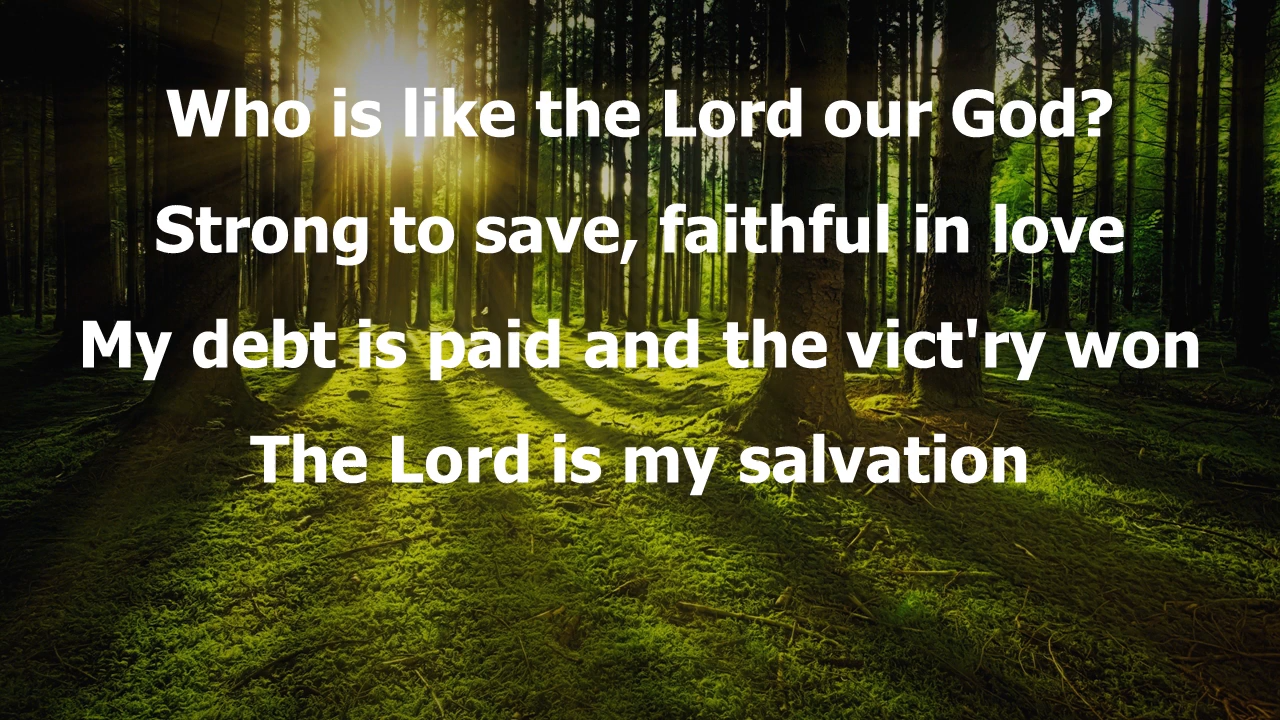 Who is like the Lord our God?
Strong to save, faithful in love
My debt is paid and the vict'ry won
The Lord is my salvation